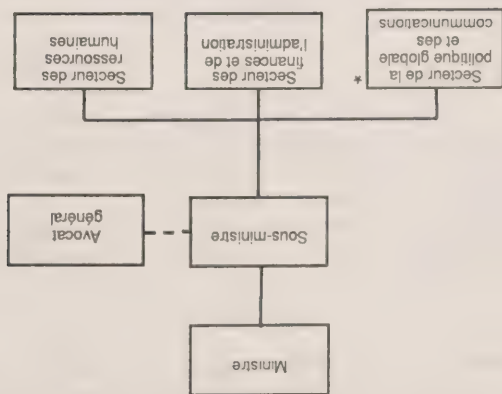 Ministre
Sous-ministre
Avocat
général
Secteur de la
politique globale
et des
communications
*
Secteur des
finances et de
l'administration
Secteur des
ressources
humaines